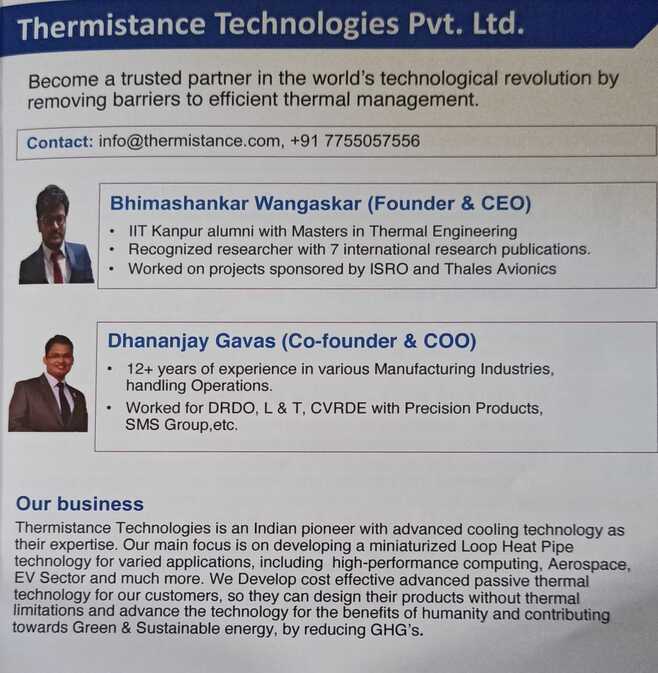 Thermistance Technologies Pvt. Ltd.
Become a trusted partner in the world's technological revolution by
removing barriers to efficient thermal management.
Contact: info@thermistance.com, +91 7755057556
Bhimashankar Wangaskar (Founder & CEO)
• IIT Kanpur alumni with Masters in Thermal Engineering
• Recognized researcher with 7 international research publications.
• Worked on projects sponsored by ISRO and Thales Avionics
Dhananjay Gavas (Co-founder & COO)
• 12+ years of experience in various Manufacturing Industries,
handling Operations.
• Worked for DRDO, L & T, CVRDE with Precision Products,
SMS Group,etc.
Our business
Thermistance Technologies is an Indian pioneer with advanced cooling technology as
their expertise. Our main focus is on developing a miniaturized Loop Heat Pipe
technology for varied applications, including high-performance computing, Aerospace,
EV Sector and much more. We Develop cost effective advanced passive thermal
technology for our customers, so they can design their products without thermal
limitations and advance the technology for the benefits of humanity and contributing
towards Green & Sustainable energy, by reducing GHG's.